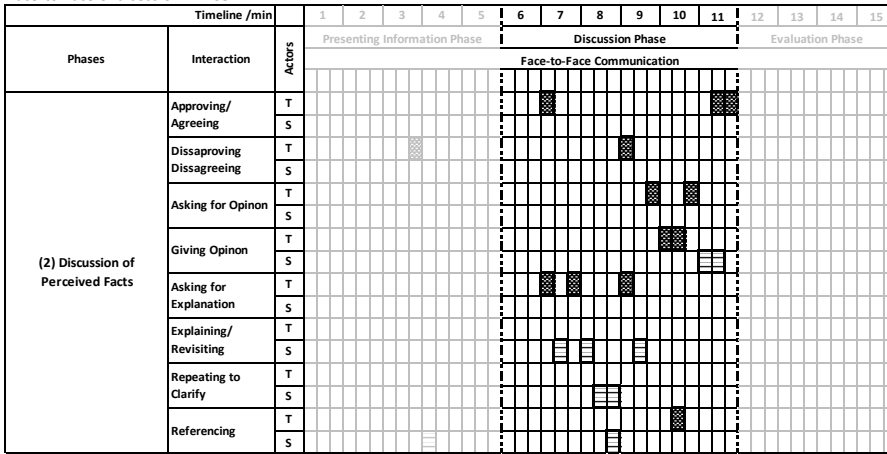 Timeline /min 1 2 3 4 5 6 7 8 9 10 11 12 13 14 15
Phases Interaction Actors Presenting Information Phase Discussion Phase Evaluation Phase
Face-to-Face Communication
(2) Discussion of
Perceived Facts
Approving/
Agreeing
T
S
Dissaproving
Dissagreeing
T
S
Asking for Opinon
T
S
Giving Opinon
T
S
Asking for
Explanation
T
S
Explaining/
Revisiting
T
S
Repeating to
Clarify
T
S
Referencing
T
S